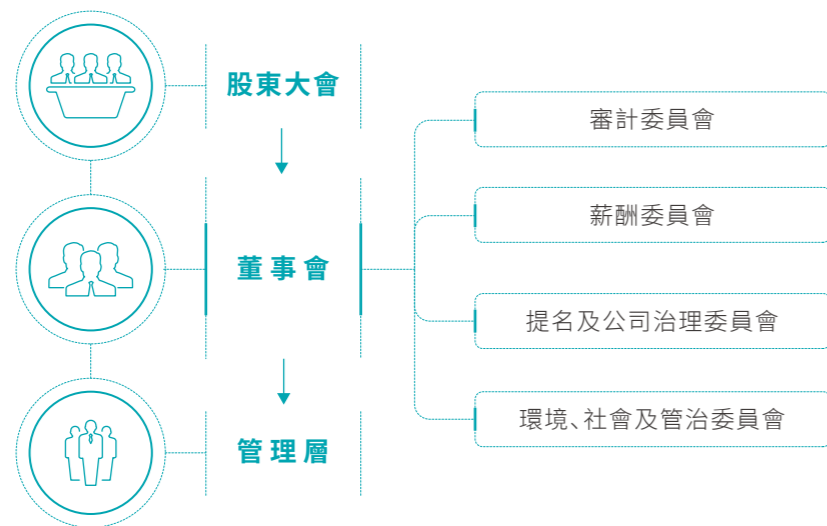 股東大會
董事會
管理層
審計委員會
薪酬委員會
提名及公司治理委員會
環境、社會及管治委員會